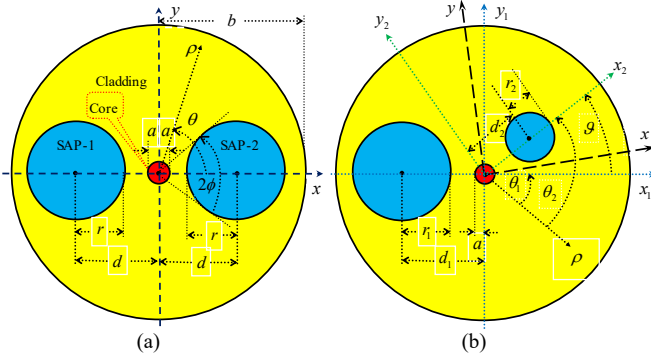 y
b
ρ
Cladding
Core
θ
a a
SAP-1
SAP-2
2ϕ
x
r
r
d
d
(a)
y
y₁
y₂
x₂
r₂
d₂
ϑ
x
θ₁
θ₂
x₁
r₁
a
d₁
ρ
(b)